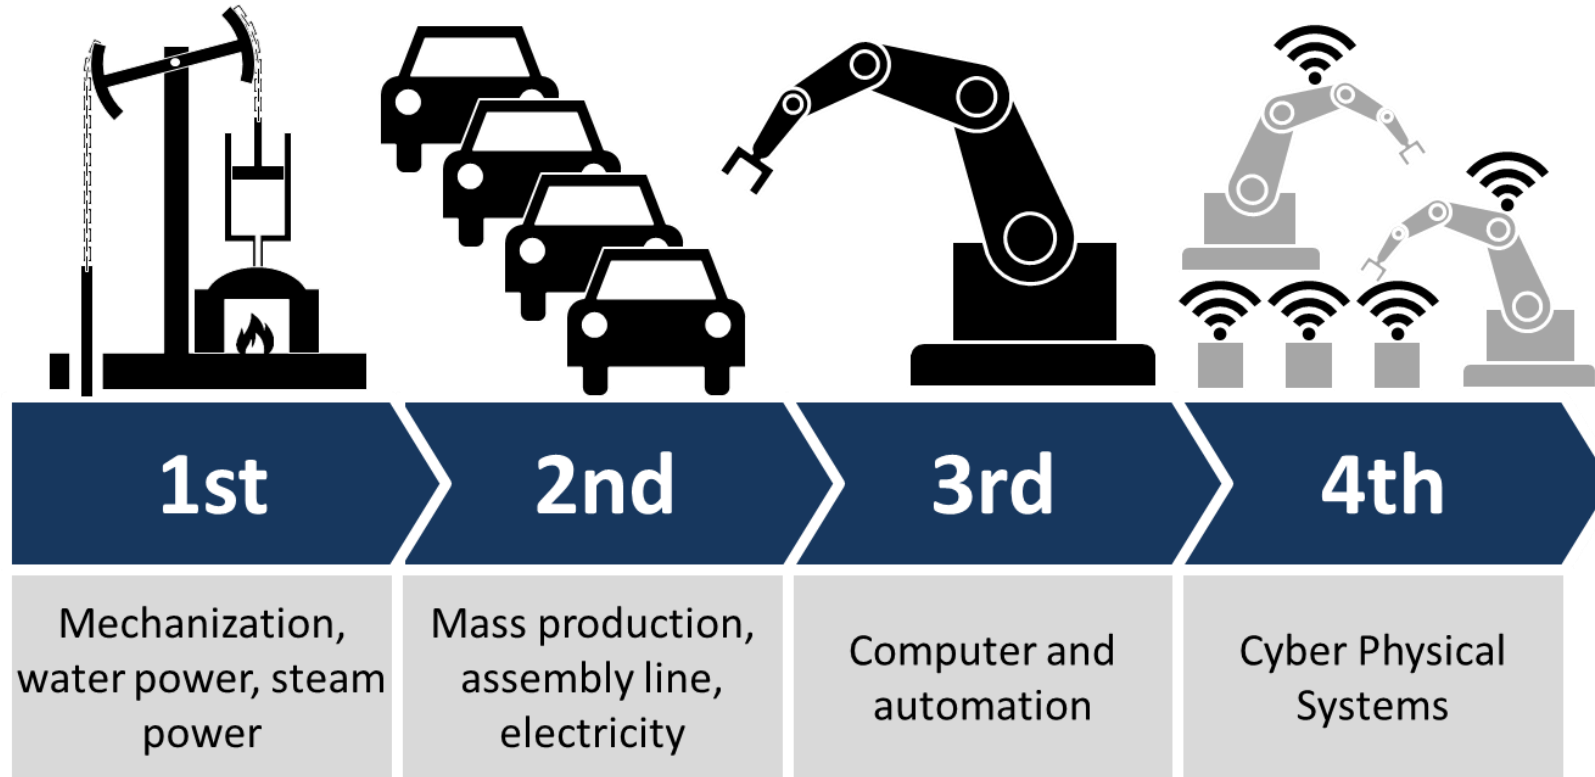 1st
2nd
3rd
4th
Mechanization,
water power, steam
power
Mass production,
assembly line,
electricity
Computer and
automation
Cyber Physical
Systems